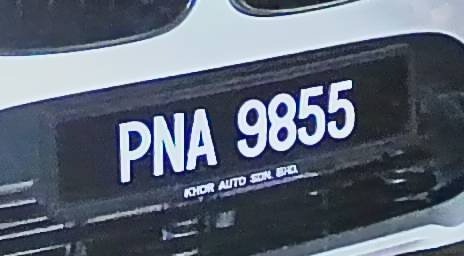 PNA 9855
KHOR AUTO SDN. BHD.